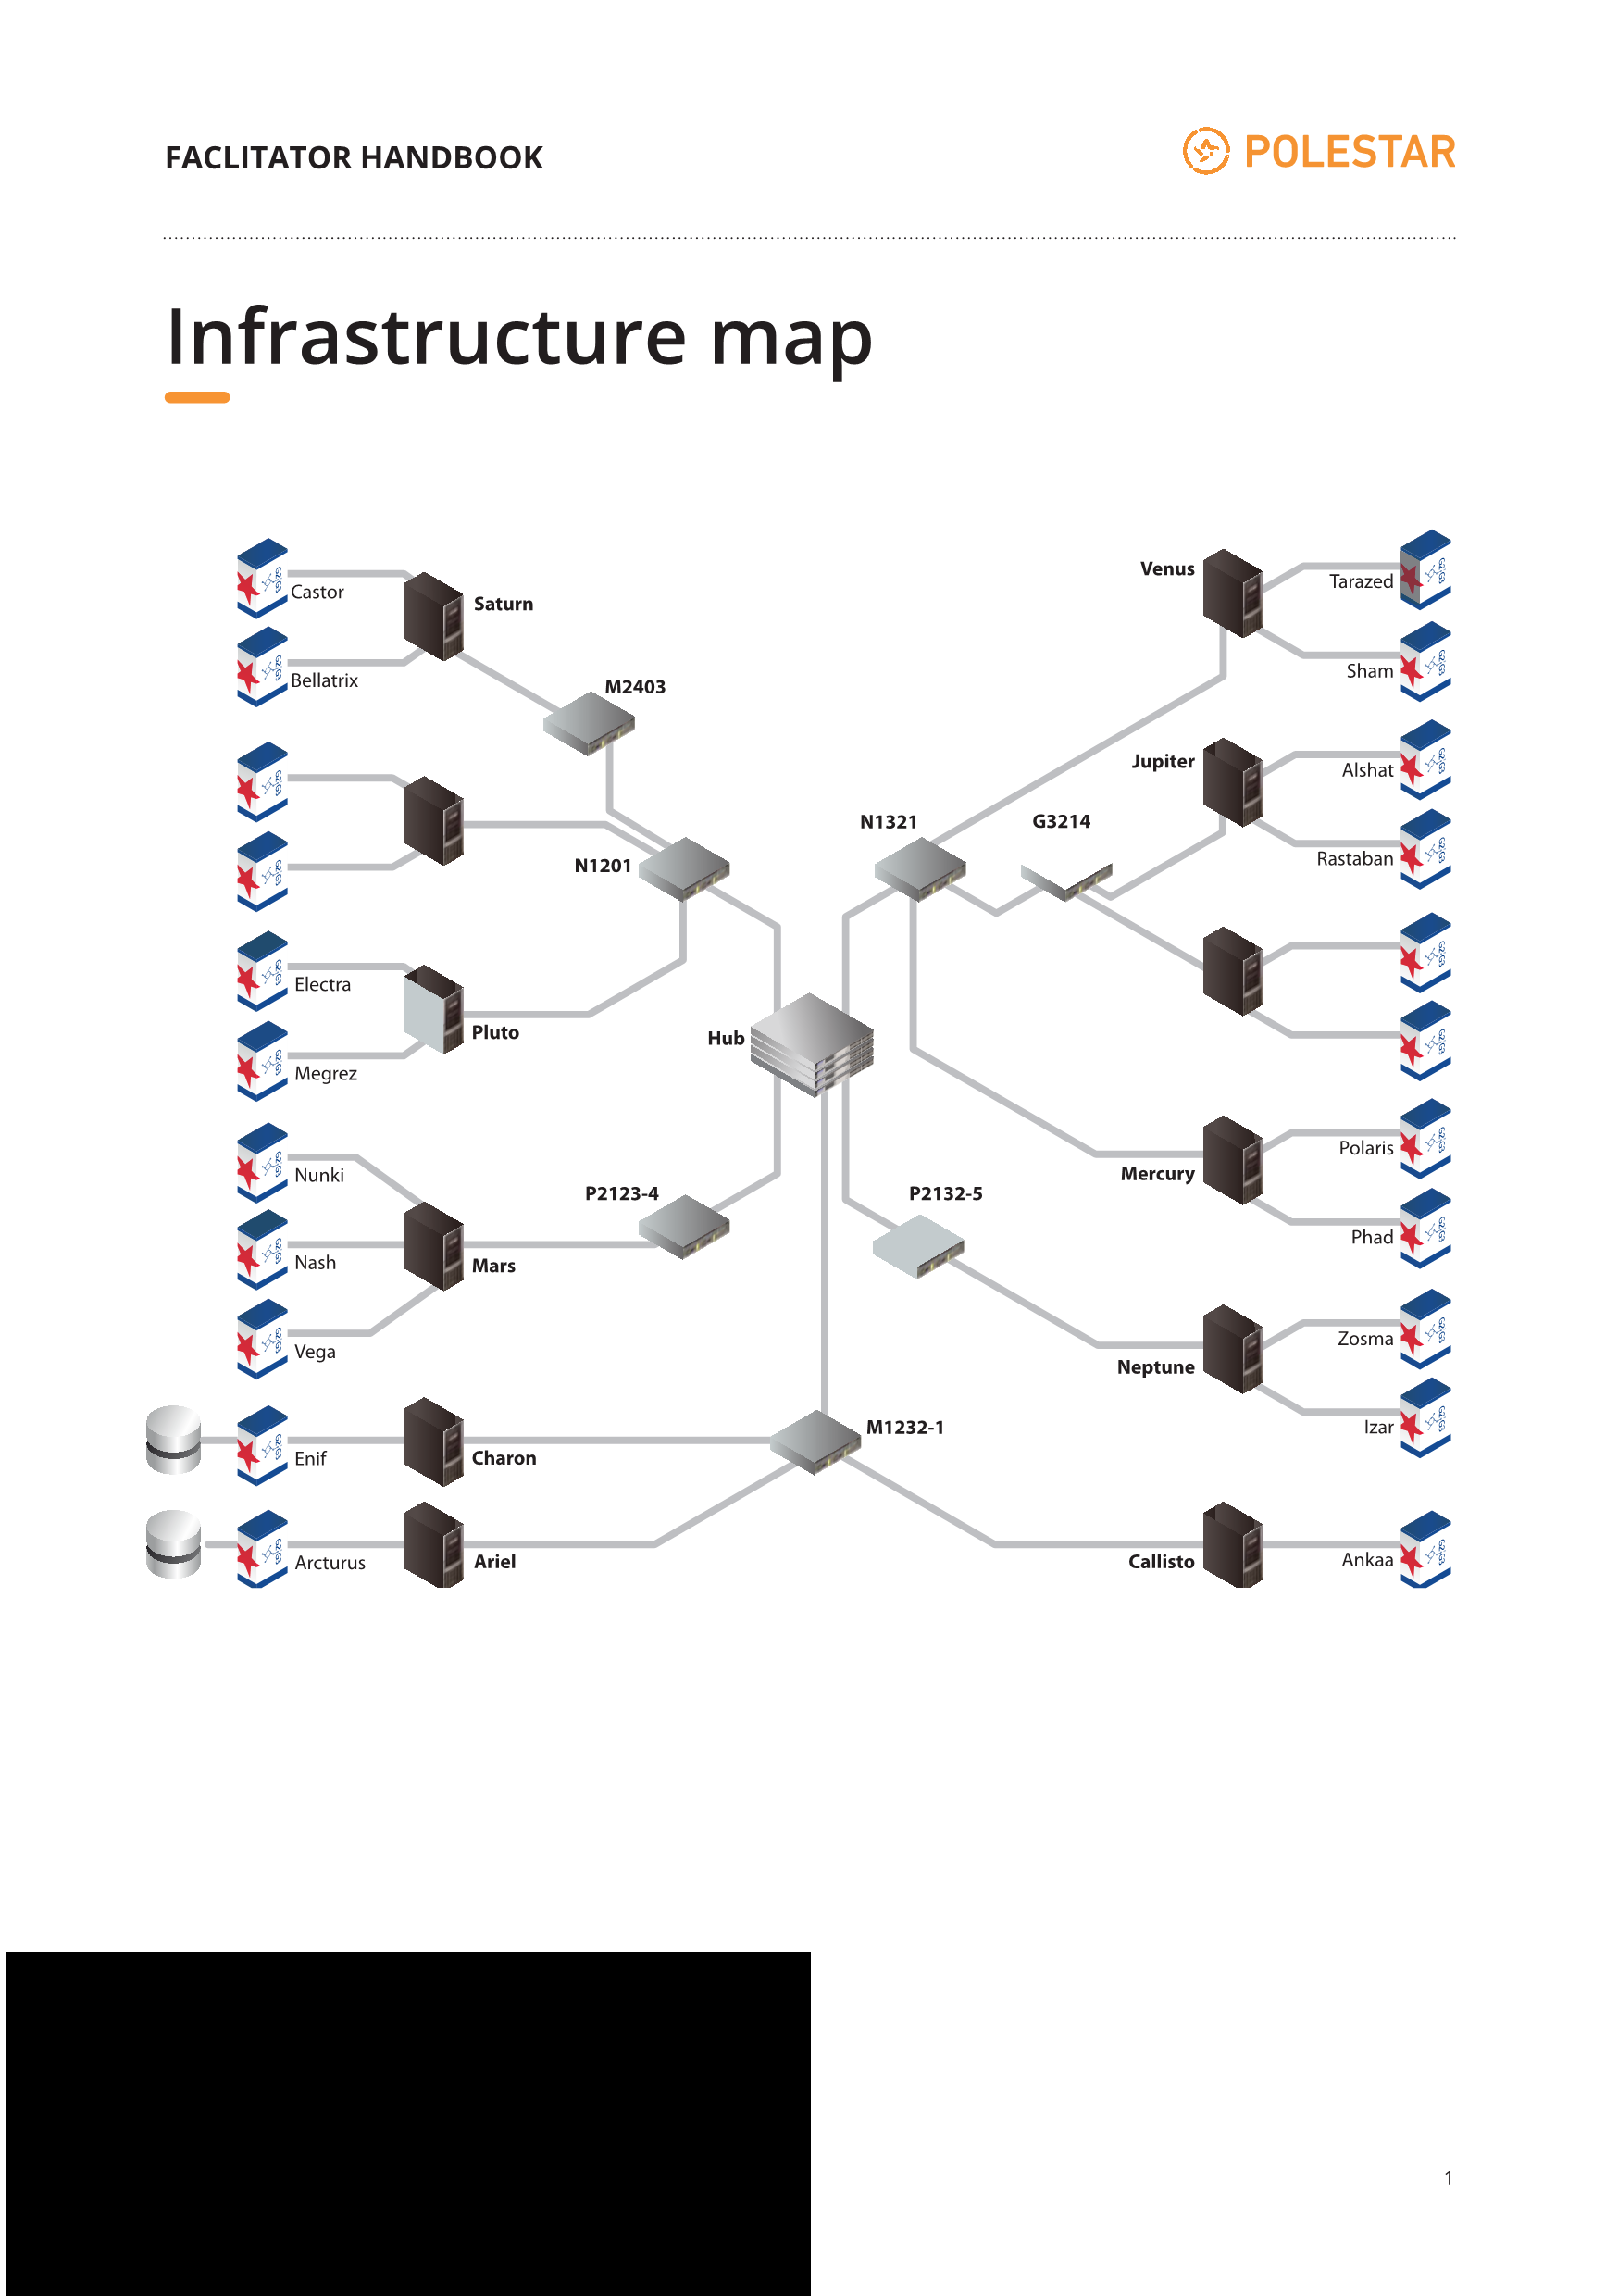 FACLITATOR HANDBOOK
POLESTAR
Infrastructure map
Castor
Saturn
Bellatrix
M2403
Venus
Tarazed
Sham
Jupiter
Alshat
Rastaban
N1201
N1321
G3214
Electra
Pluto
Megrez
Hub
Nunki
Nash
Mars
Vega
P2123-4
P2132-5
Mercury
Polaris
Phad
Neptune
Zosma
Izar
Enif
Charon
M1232-1
Arcturus
Ariel
Callisto
Ankaa
1